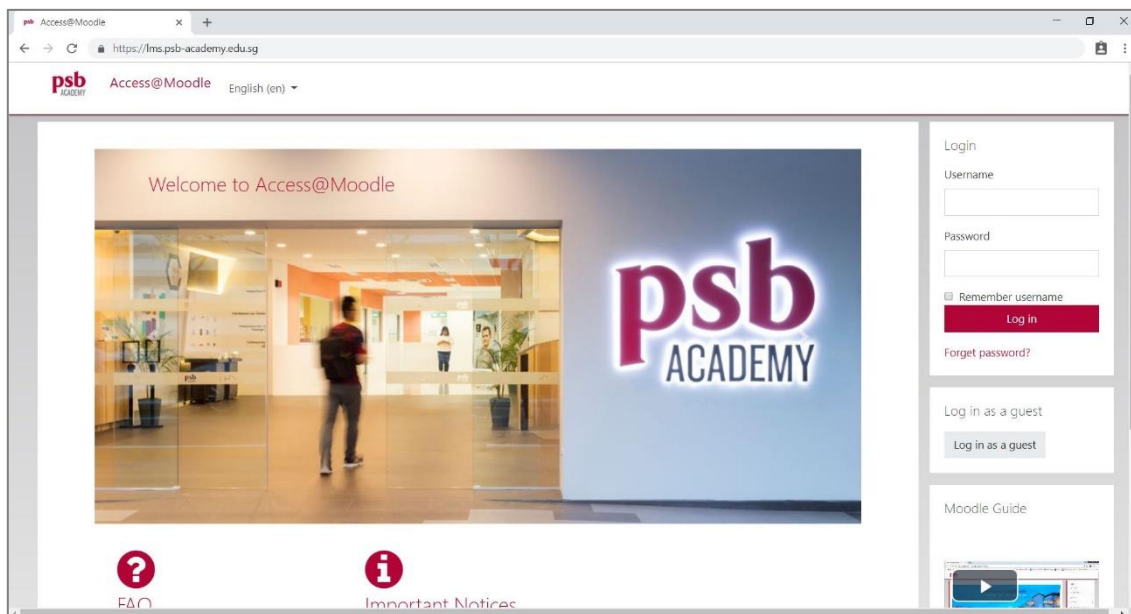 psb Access@Moodle
https://lms.psb-academy.edu.sg
psb ACADEMY
Access@Moodle
English (en)
Welcome to Access@Moodle
psb
psb
ACADEMY
FAQ
Important Notices
Login
Username
Password
Remember username
Log in
Forget password?
Log in as a guest
Log in as a guest
Moodle Guide